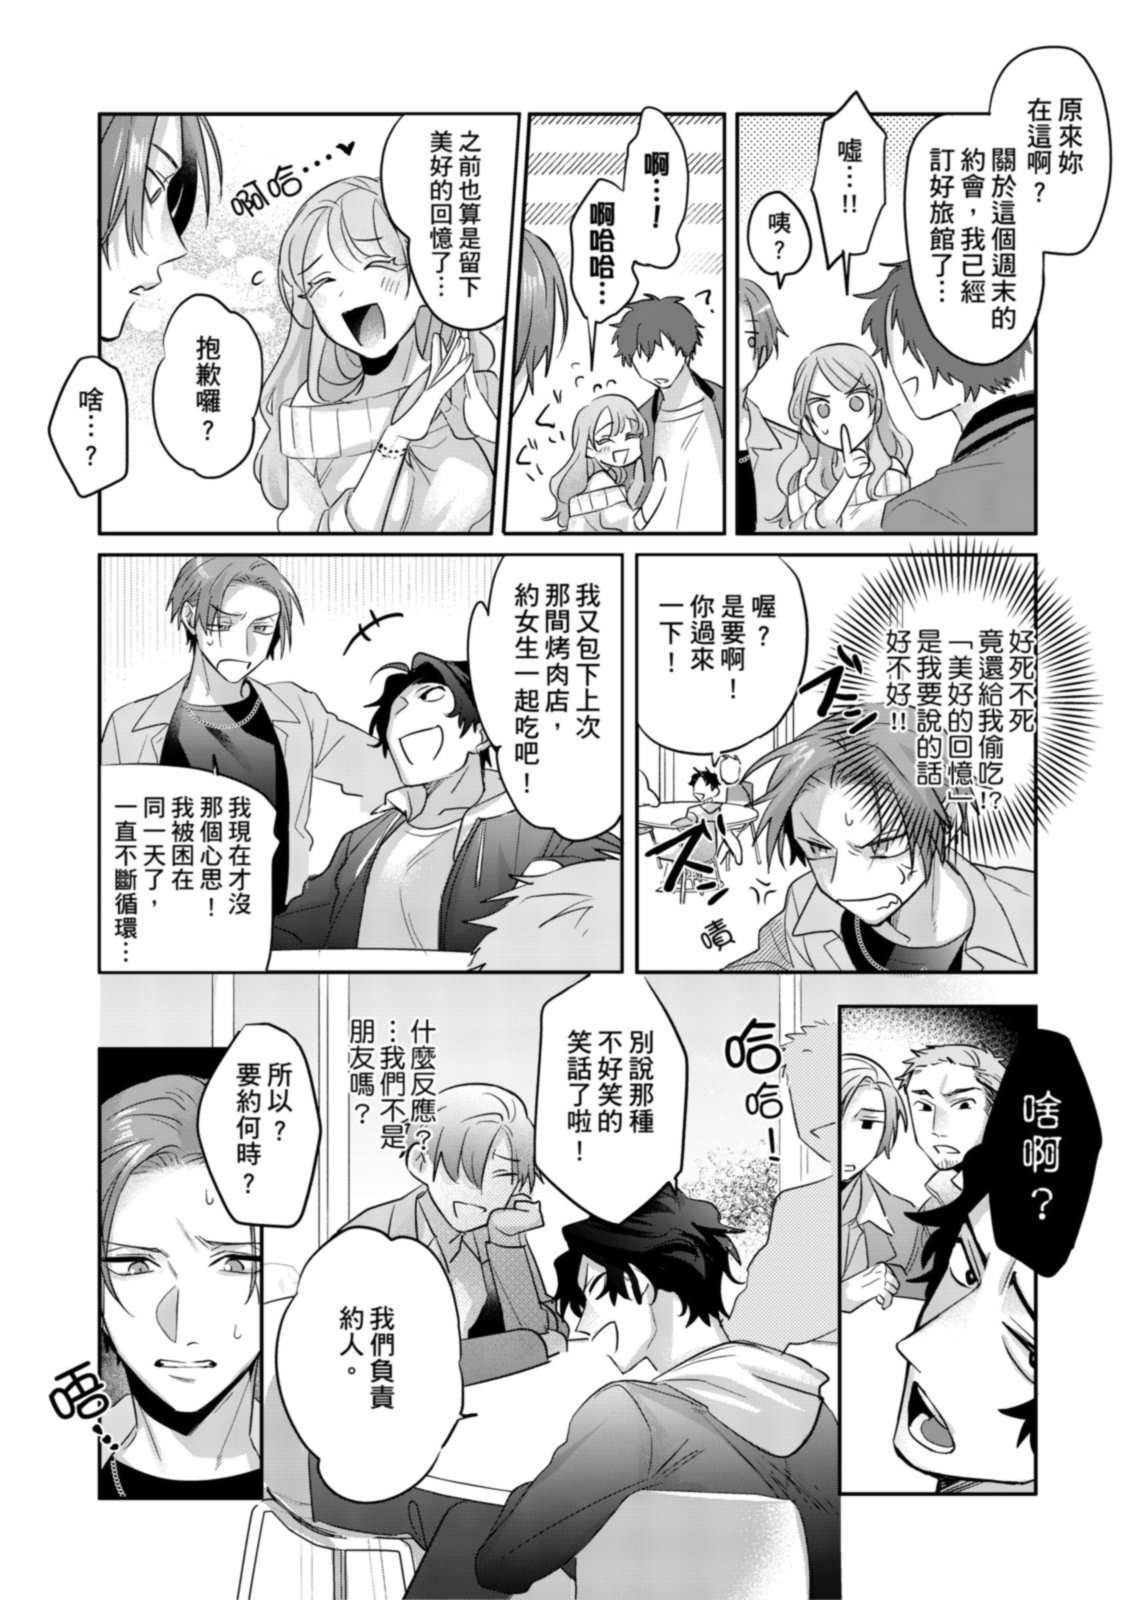 原來妳
在這啊？
關於這個週末的
約會，我已經
訂好旅館了…
噓…!!
咦？
啊…！
哈哈哈啊…
之前也算是留下
美好的回憶了…
啊哈…♥
抱歉囉？
啥…？
好死不死
竟還給我偷吃!?
「美好的回憶」
是我要說的話
好不好!!
喔？
是要啊！
你過來
一下！
ズカ
ズカ
嘖
我又包下上次
那間烤肉店，
約女生一起吃吧！
我現在才沒
那個心思！
我被困在
同一天了，
一直不斷循環…
啥啊？
哈
哈！
別說那種
不好笑的
笑話了啦！
什麼反應？
…我們不是
朋友嗎？
我們負責
約人。
所以？
要約何時？
唔…